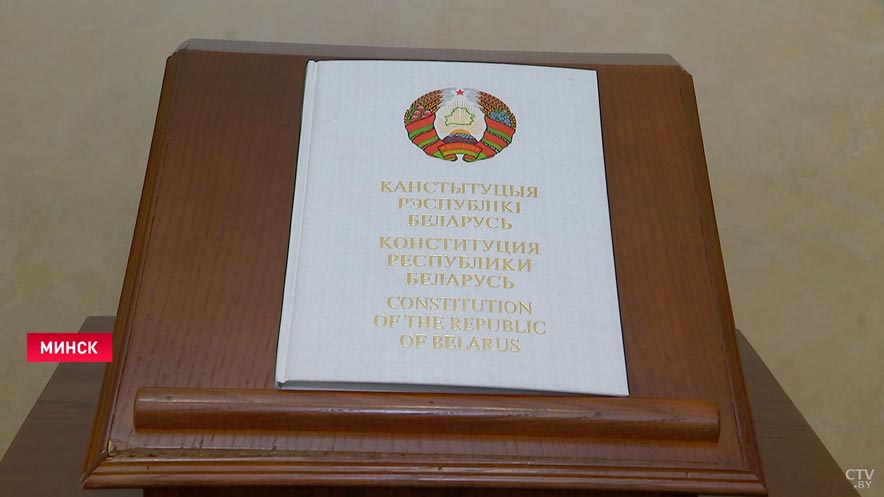 КАНСТЫТУЦЫЯ
РЭСПУБЛІКІ
БЕЛАРУСЬ
КОНСТИТУЦИЯ
РЕСПУБЛИКИ
БЕЛАРУСЬ
CONSTITUTION
OF THE REPUBLIC
OF BELARUS
МИНСК
CTV
.BY